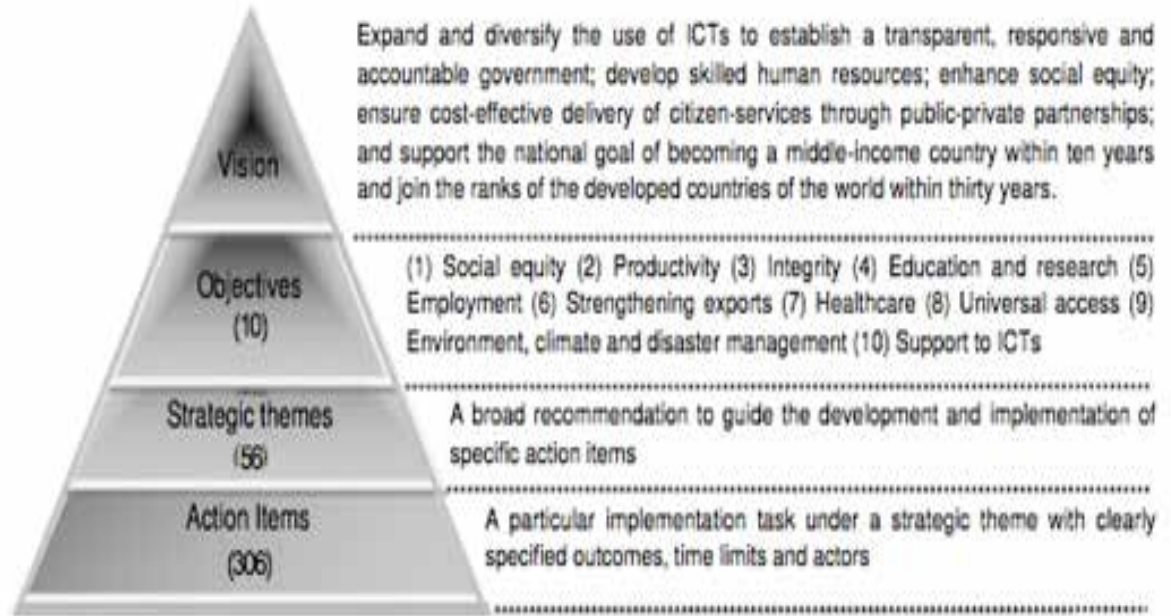 Vision
Expand and diversify the use of ICTs to establish a transparent, responsive and
accountable government; develop skilled human resources; enhance social equity;
ensure cost-effective delivery of citizen-services through public-private partnerships;
and support the national goal of becoming a middle-income country within ten years
and join the ranks of the developed countries of the world within thirty years.
Objectives
(10)
(1) Social equity (2) Productivity (3) Integrity (4) Education and research (5)
Employment (6) Strengthening exports (7) Healthcare (8) Universal access (9)
Environment, climate and disaster management (10) Support to ICTs
Strategic themes
(56)
A broad recommendation to guide the development and implementation of
specific action items
Action Items
(306)
A particular implementation task under a strategic theme with clearly
specified outcomes, time limits and actors